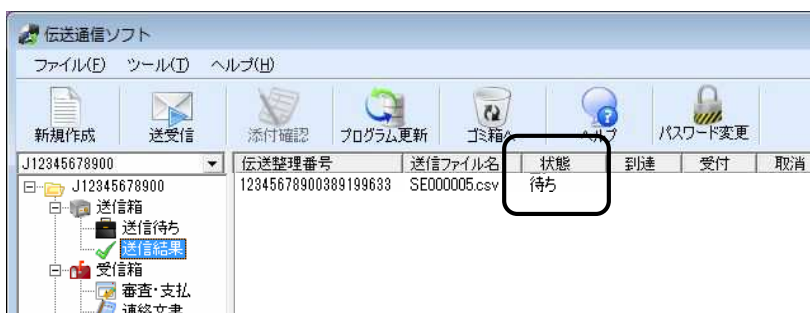 伝送通信ソフト
ファイル(F) ツール(T) ヘルプ(H)
新規作成 送受信 添付確認 プログラム更新 ゴミ箱へ ヘルプ パスワード変更
J12345678900
伝送整理番号 送信ファイル名 状態 到達 受付 取消
12345678900389199633 SE000005.csv 待ち
J12345678900
送信箱
送信待ち
送信結果
受信箱
審査・支払
連絡文書